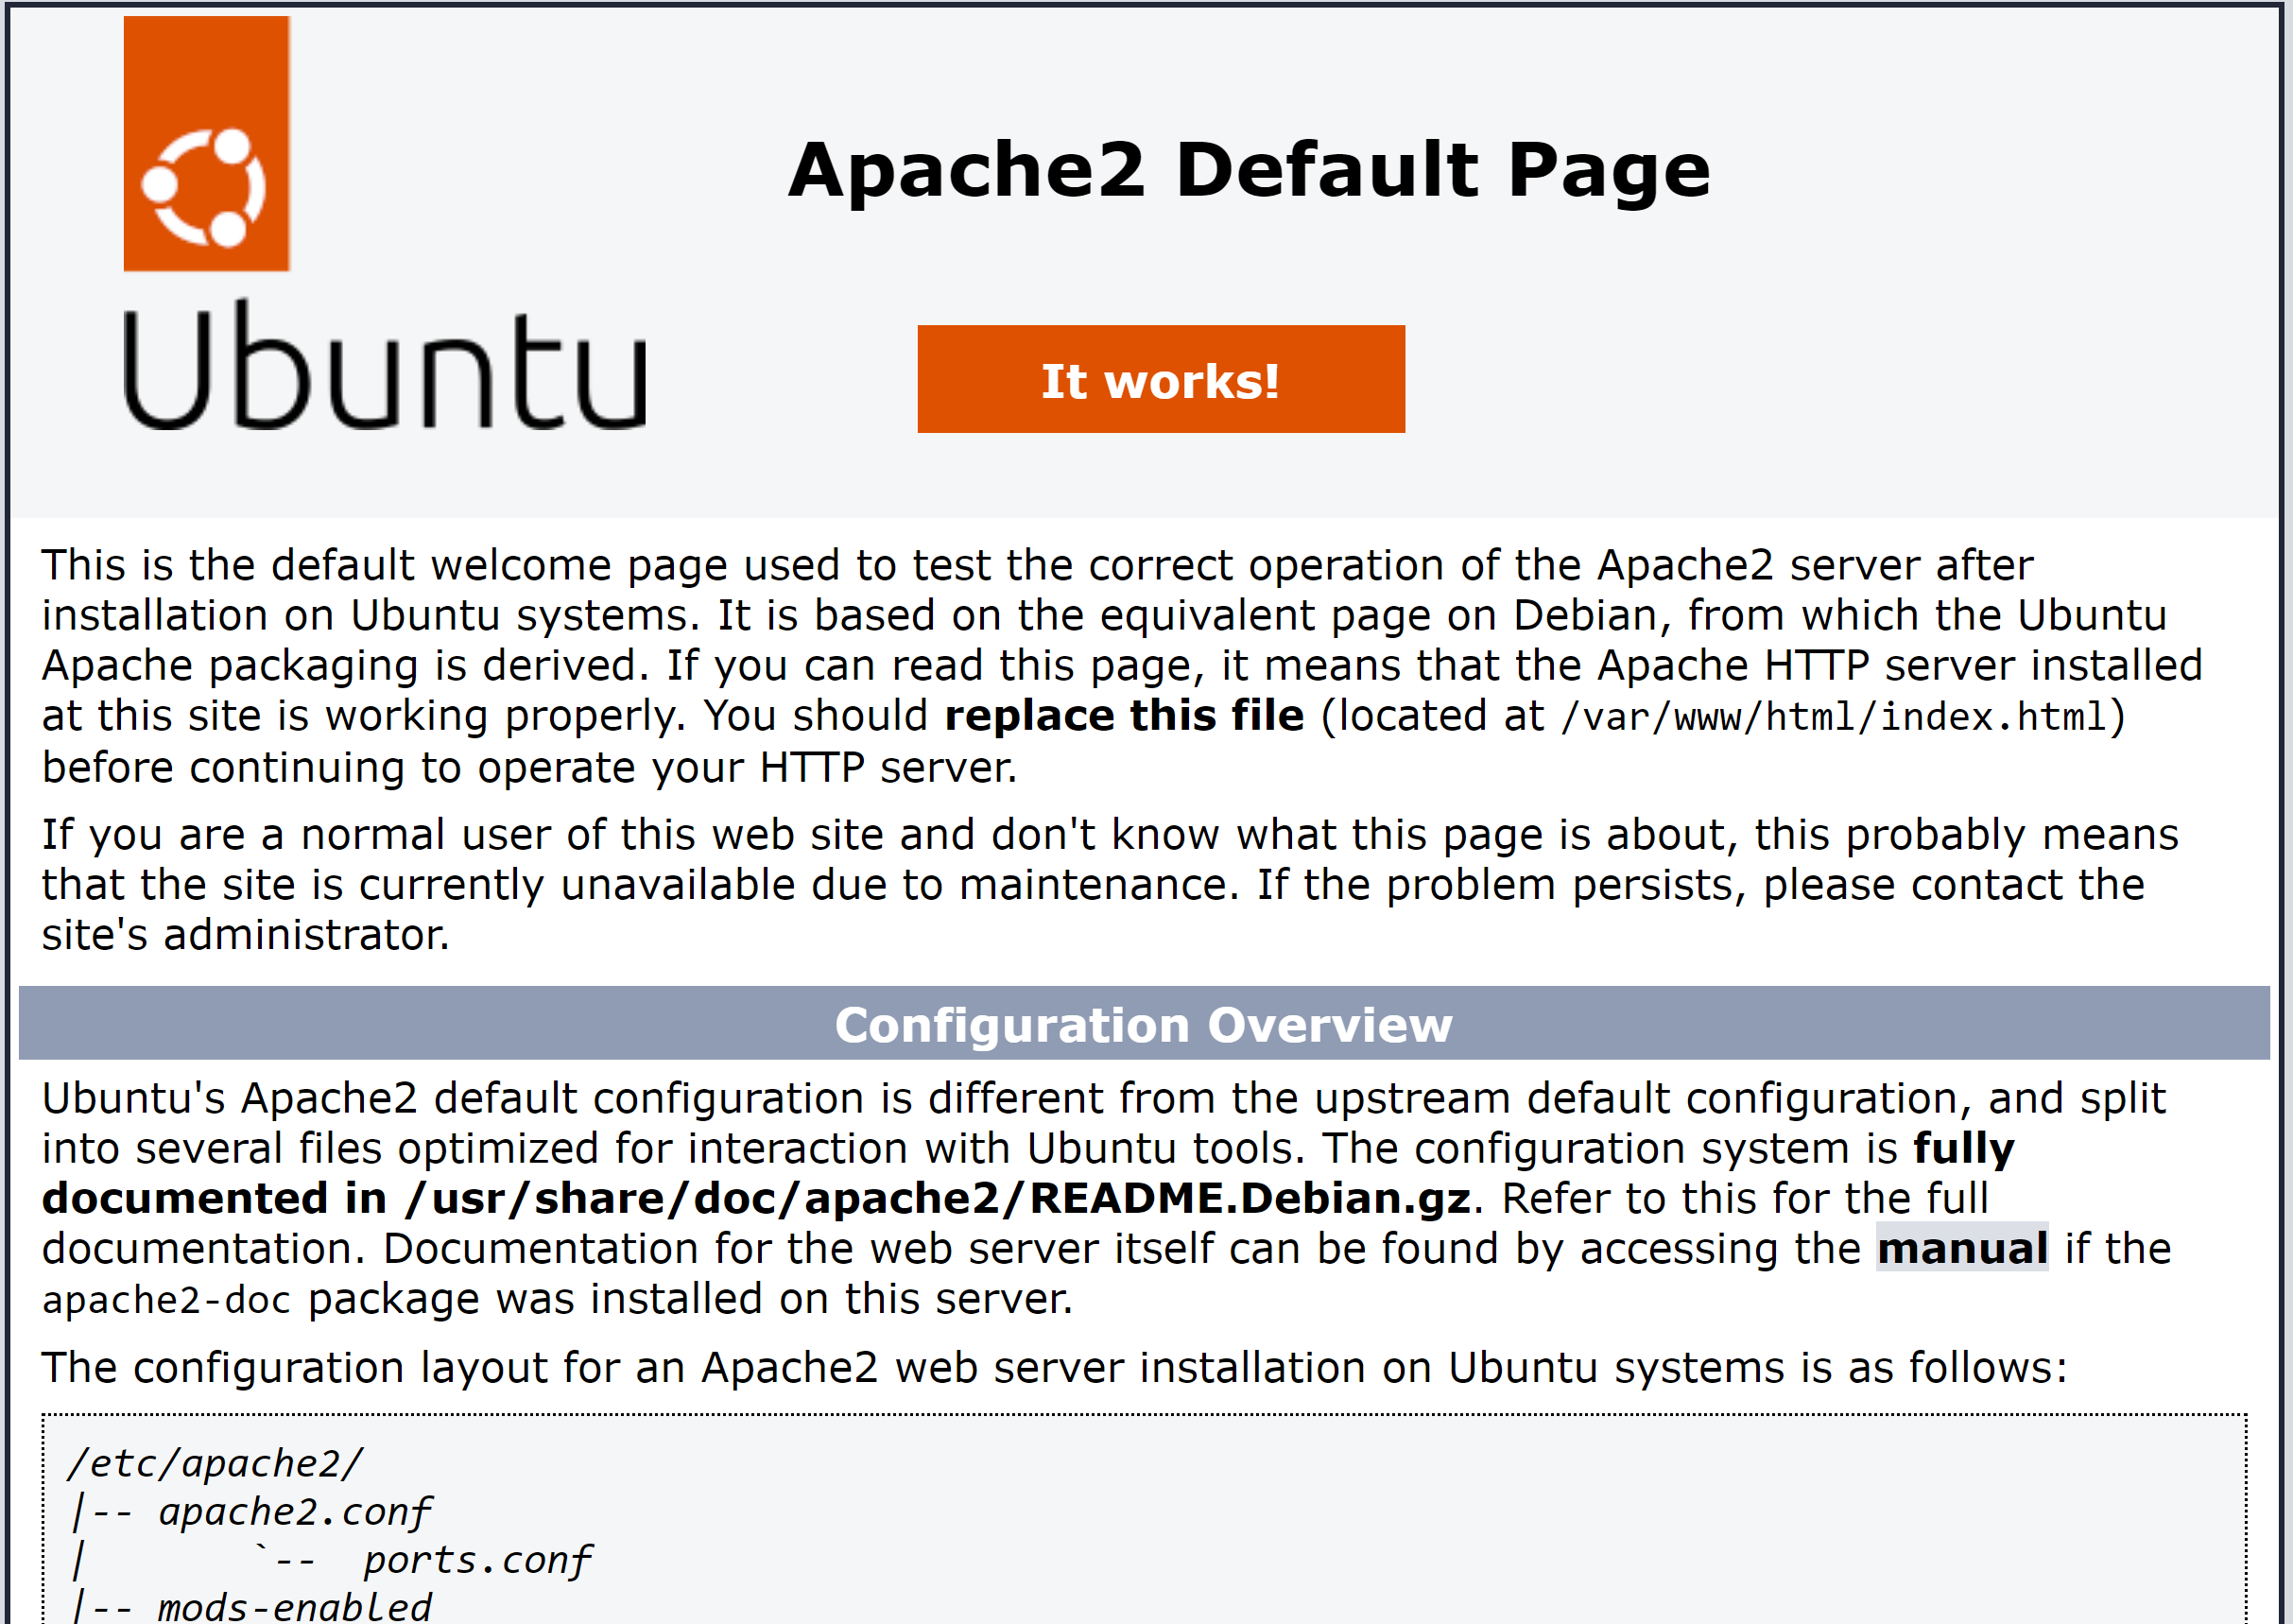 Ubuntu
Apache2 Default Page
It works!
This is the default welcome page used to test the correct operation of the Apache2 server after
installation on Ubuntu systems. It is based on the equivalent page on Debian, from which the Ubuntu
Apache packaging is derived. If you can read this page, it means that the Apache HTTP server installed
at this site is working properly. You should replace this file (located at /var/www/html/index.html)
before continuing to operate your HTTP server.
If you are a normal user of this web site and don't know what this page is about, this probably means
that the site is currently unavailable due to maintenance. If the problem persists, please contact the
site's administrator.
Configuration Overview
Ubuntu's Apache2 default configuration is different from the upstream default configuration, and split
into several files optimized for interaction with Ubuntu tools. The configuration system is fully
documented in /usr/share/doc/apache2/README.Debian.gz. Refer to this for the full
documentation. Documentation for the web server itself can be found by accessing the manual if the
apache2-doc package was installed on this server.
The configuration layout for an Apache2 web server installation on Ubuntu systems is as follows:
/etc/apache2/
|-- apache2.conf
|       `--  ports.conf
|-- mods-enabled